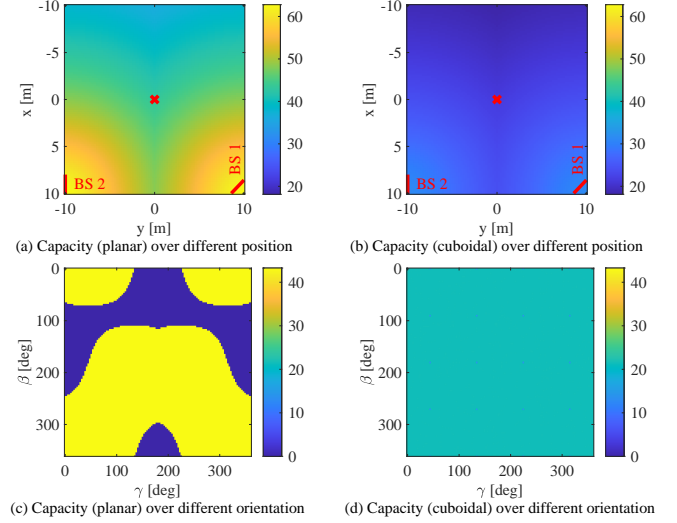 -10
-5
0
5
10
x [m]
-10 0 10
y [m]
60
50
40
30
20
BS 2
BS 1
(a) Capacity (planar) over different position
-10
-5
0
5
10
x [m]
-10 0 10
y [m]
60
50
40
30
20
BS 2
BS 1
(b) Capacity (cuboidal) over different position
0
100
200
300
β [deg]
0 100 200 300
γ [deg]
40
30
20
10
0
(c) Capacity (planar) over different orientation
0
100
200
300
β [deg]
0 100 200 300
γ [deg]
40
30
20
10
0
(d) Capacity (cuboidal) over different orientation